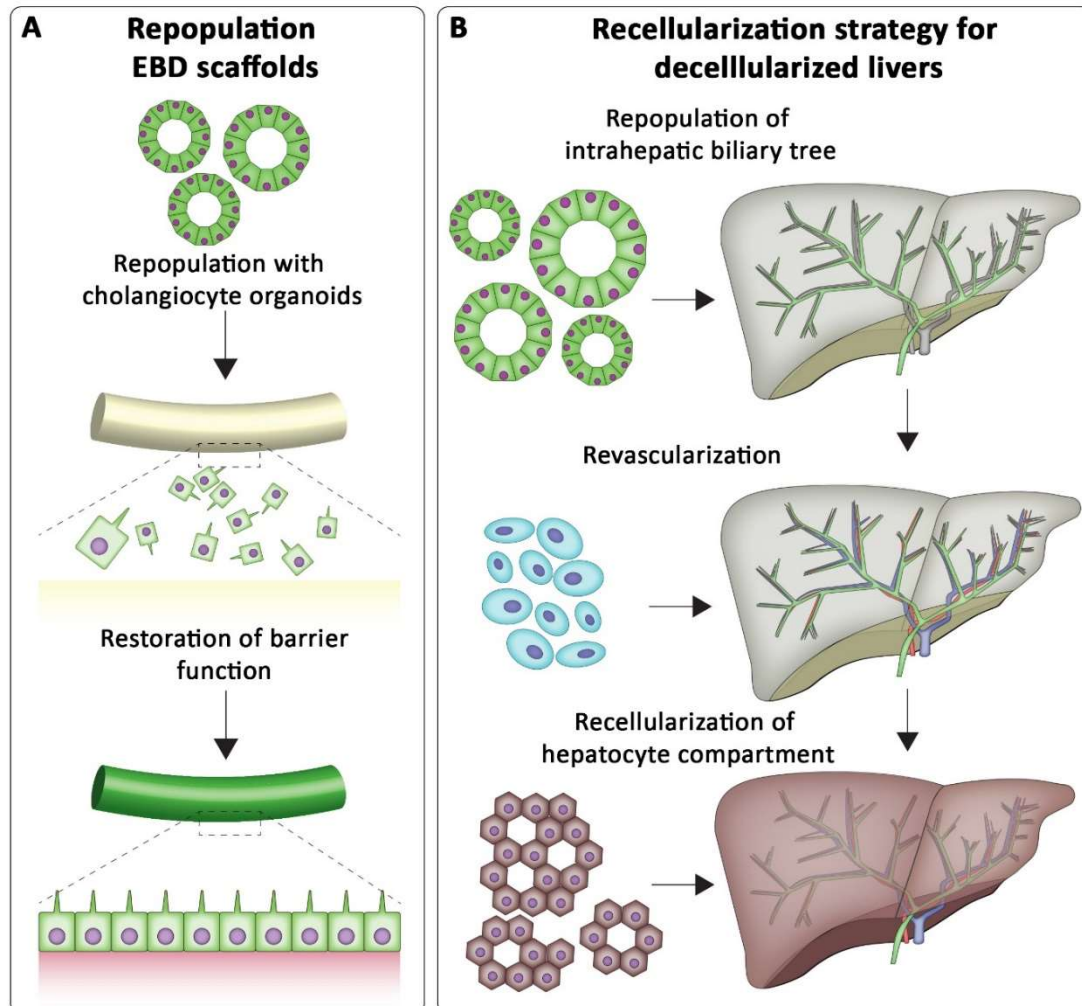 A
Repopulation
EBD scaffolds
Repopulation with
cholangiocyte organoids
Restoration of barrier
function
B
Recellularization strategy for
decelllularized livers
Repopulation of
intrahepatic biliary tree
Revascularization
Recellularization of
hepatocyte compartment